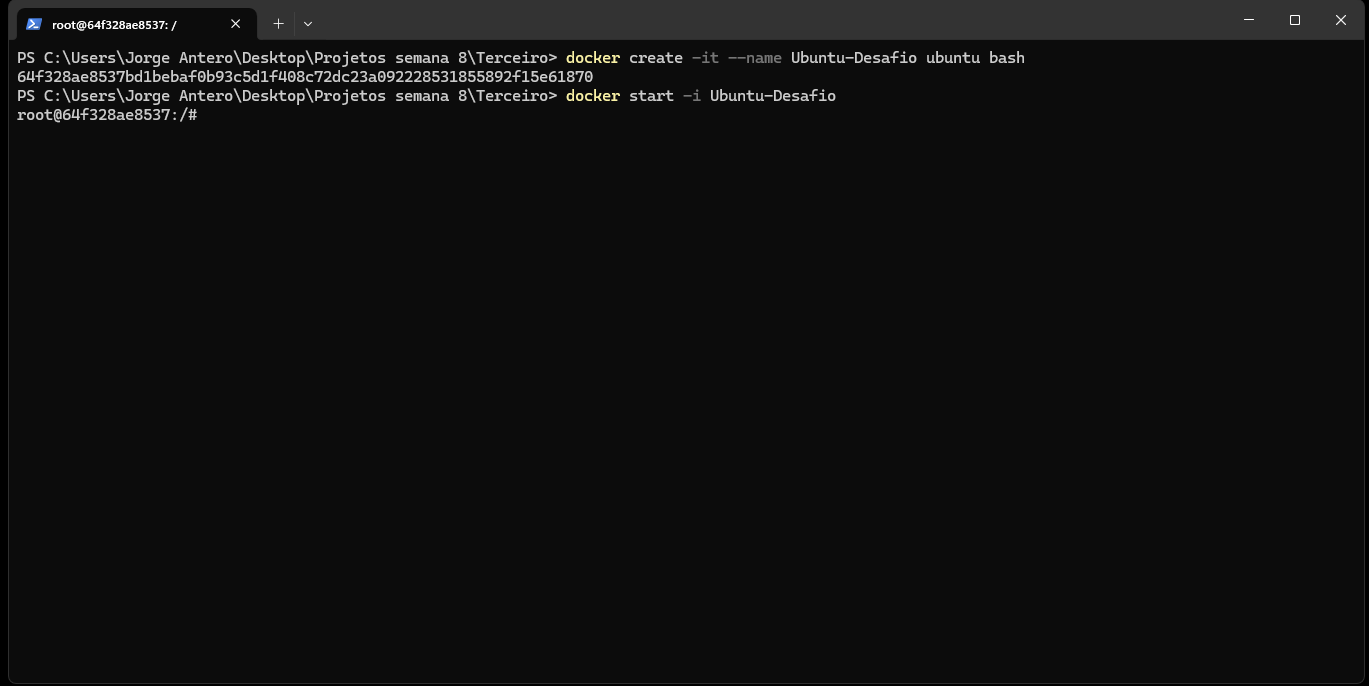 root@64f328ae8537: /
PS C:\Users\Jorge Antero\Desktop\Projetos semana 8\Terceiro> docker create -it --name Ubuntu-Desafio ubuntu bash
64f328ae8537bd1bebaf0b93c5d1f408c72dc23a092228531855892f15e61870
PS C:\Users\Jorge Antero\Desktop\Projetos semana 8\Terceiro> docker start -i Ubuntu-Desafio
root@64f328ae8537:/#